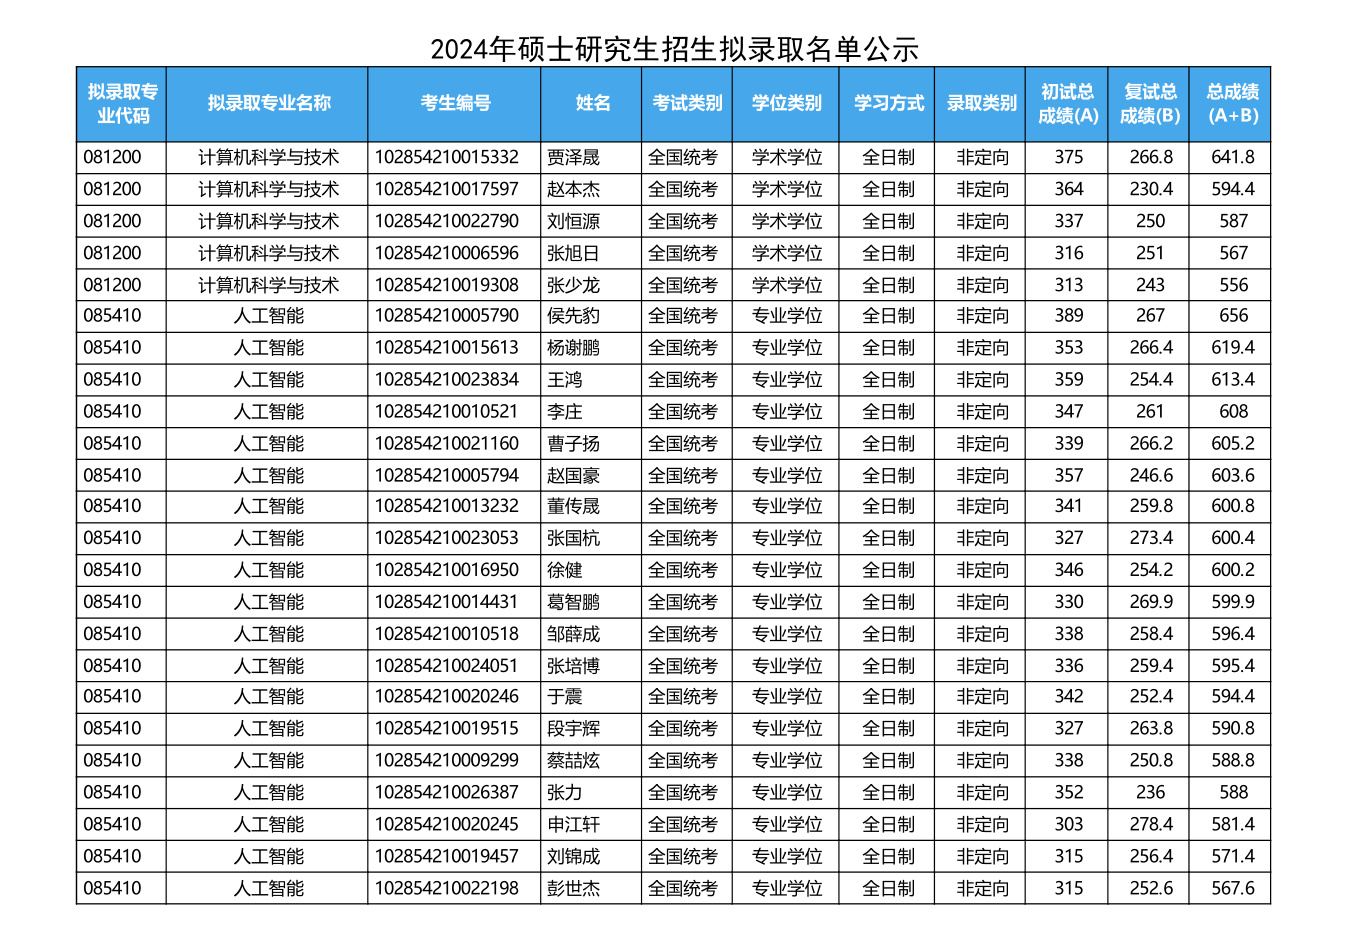 2024年硕士研究生招生拟录取名单公示
拟录取专业代码 拟录取专业名称 考生编号 姓名 考试类别 学位类别 学习方式 录取类别 初试总成绩(A) 复试总成绩(B) 总成绩(A+B)
081200 计算机科学与技术 102854210015332 贾泽晟 全国统考 学术学位 全日制 非定向 375 266.8 641.8
081200 计算机科学与技术 102854210017597 赵本杰 全国统考 学术学位 全日制 非定向 364 230.4 594.4
081200 计算机科学与技术 102854210022790 刘恒源 全国统考 学术学位 全日制 非定向 337 250 587
081200 计算机科学与技术 102854210006596 张旭日 全国统考 学术学位 全日制 非定向 316 251 567
081200 计算机科学与技术 102854210019308 张少龙 全国统考 学术学位 全日制 非定向 313 243 556
085410 人工智能 102854210005790 侯先豹 全国统考 专业学位 全日制 非定向 389 267 656
085410 人工智能 102854210015613 杨谢鹏 全国统考 专业学位 全日制 非定向 353 266.4 619.4
085410 人工智能 102854210023834 王鸿 全国统考 专业学位 全日制 非定向 359 254.4 613.4
085410 人工智能 102854210010521 李庄 全国统考 专业学位 全日制 非定向 347 261 608
085410 人工智能 102854210021160 曹子扬 全国统考 专业学位 全日制 非定向 339 266.2 605.2
085410 人工智能 102854210005794 赵国豪 全国统考 专业学位 全日制 非定向 357 246.6 603.6
085410 人工智能 102854210013232 董传晟 全国统考 专业学位 全日制 非定向 341 259.8 600.8
085410 人工智能 102854210023053 张国杭 全国统考 专业学位 全日制 非定向 327 273.4 600.4
085410 人工智能 102854210016950 徐健 全国统考 专业学位 全日制 非定向 346 254.2 600.2
085410 人工智能 102854210014431 葛智鹏 全国统考 专业学位 全日制 非定向 330 269.9 599.9
085410 人工智能 102854210010518 邹薛成 全国统考 专业学位 全日制 非定向 338 258.4 596.4
085410 人工智能 102854210024051 张培博 全国统考 专业学位 全日制 非定向 336 259.4 595.4
085410 人工智能 102854210020246 于震 全国统考 专业学位 全日制 非定向 342 252.4 594.4
085410 人工智能 102854210019515 段宇辉 全国统考 专业学位 全日制 非定向 327 263.8 590.8
085410 人工智能 102854210009299 蔡喆炫 全国统考 专业学位 全日制 非定向 338 250.8 588.8
085410 人工智能 102854210026387 张力 全国统考 专业学位 全日制 非定向 352 236 588
085410 人工智能 102854210020245 申江轩 全国统考 专业学位 全日制 非定向 303 278.4 581.4
085410 人工智能 102854210019457 刘锦成 全国统考 专业学位 全日制 非定向 315 256.4 571.4
085410 人工智能 102854210022198 彭世杰 全国统考 专业学位 全日制 非定向 315 252.6 567.6